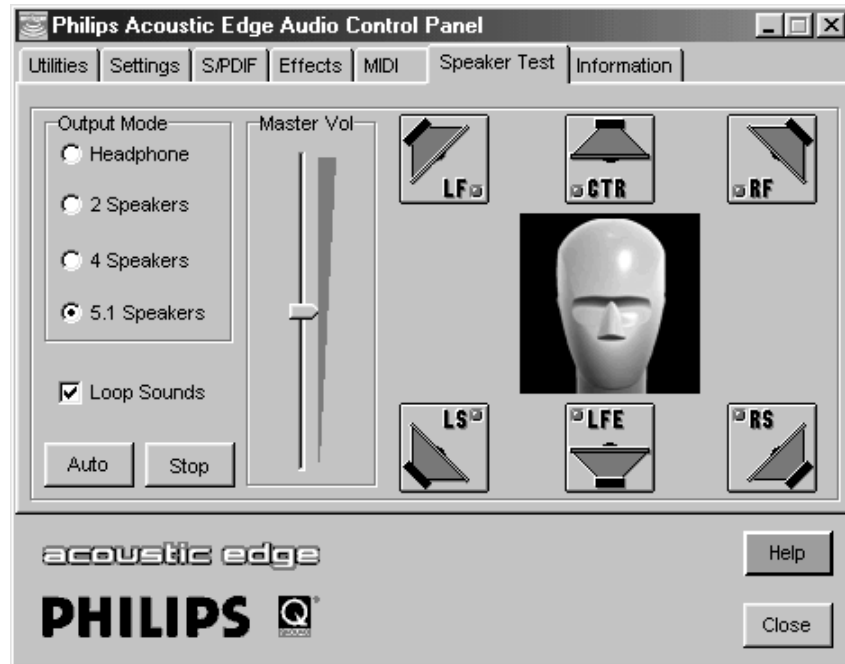 Philips Acoustic Edge Audio Control Panel
Utilities Settings S/PDIF Effects MIDI Speaker Test Information
Output Mode
Headphone
2 Speakers
4 Speakers
5.1 Speakers
Loop Sounds
Auto Stop
Master Vol
LF CTR RF
LS LFE RS
acoustic edge
PHILIPS Q
Help
Close